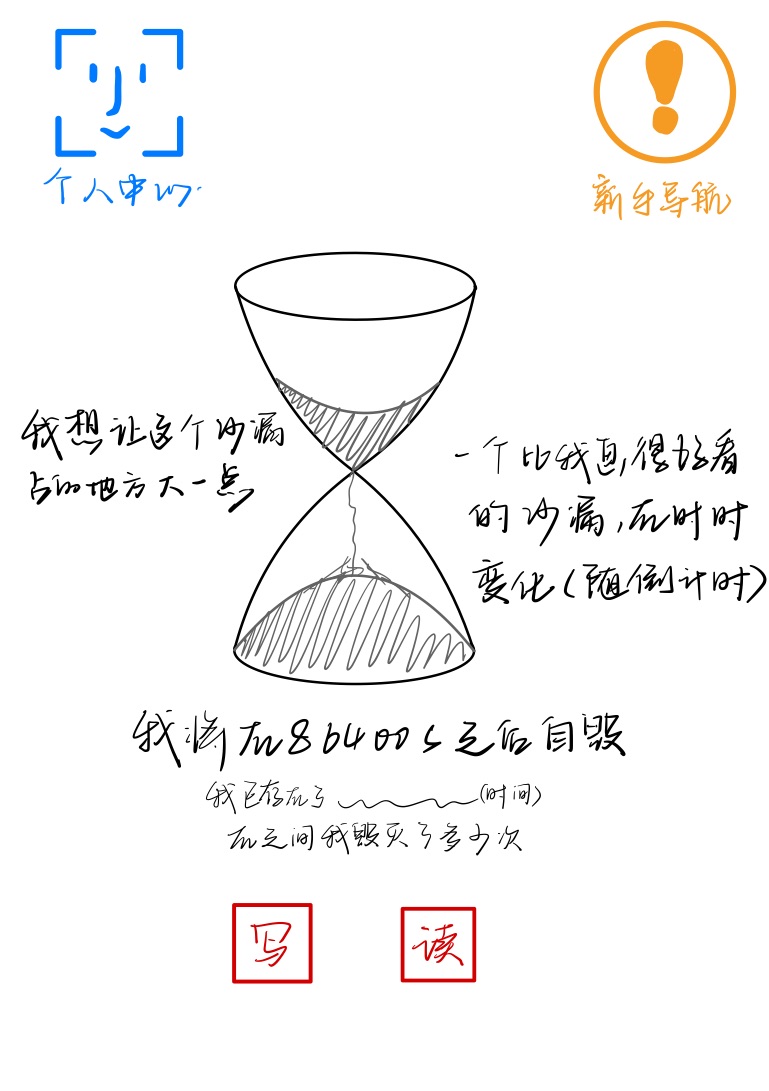 个人中心
新手导航
我想让这个沙漏
占的地方大一点
一个比我画,很好看
的沙漏,在时时
变化(随倒计时)
我将在86400s之后自毁
我已存在了(时间)
在之间我毁灭了多少次
写
读